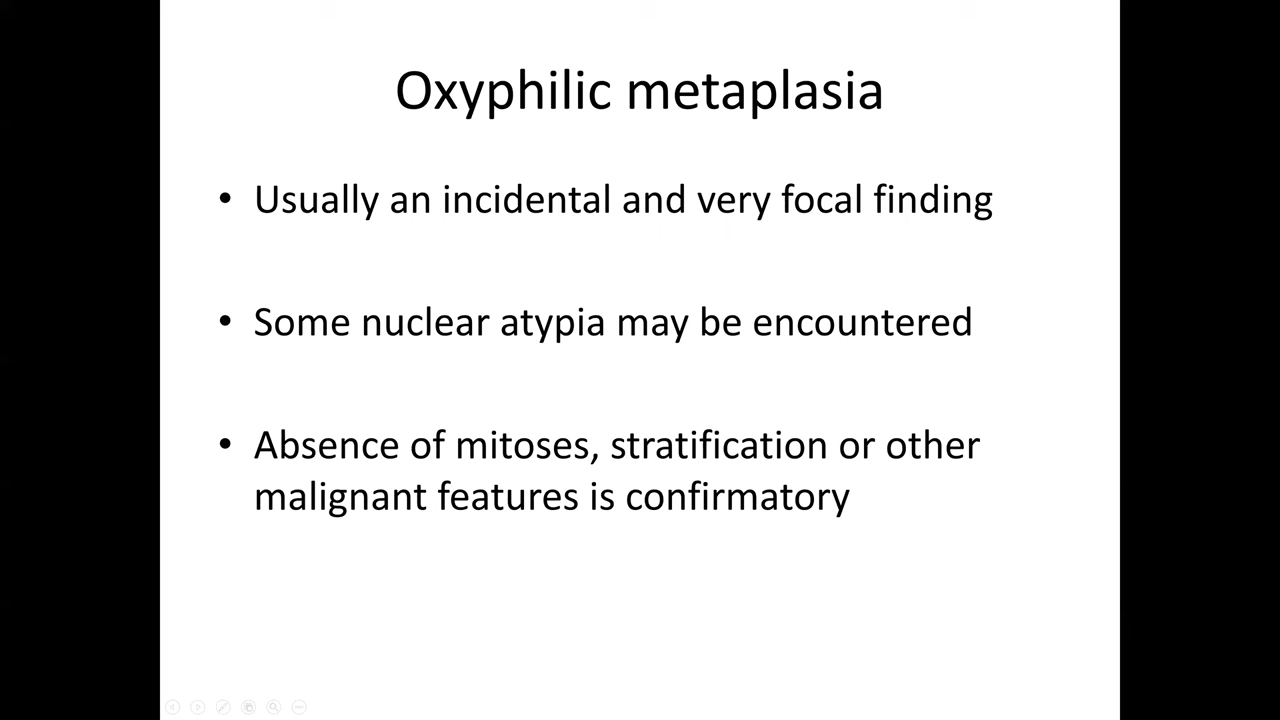 Oxyphilic metaplasia
• Usually an incidental and very focal finding
• Some nuclear atypia may be encountered
• Absence of mitoses, stratification or other
malignant features is confirmatory